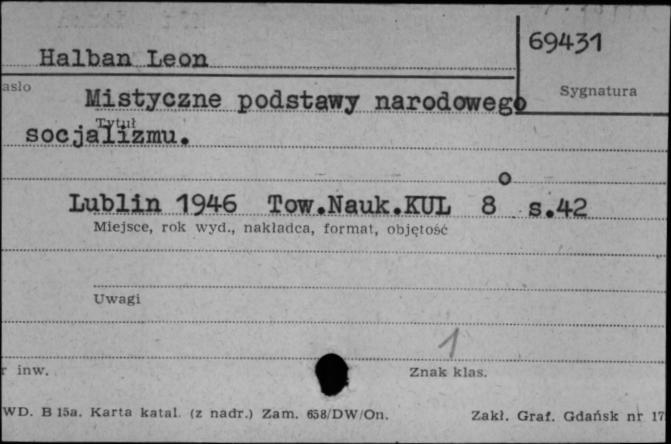 69431
Halban Leon
asło
Sygnatura
Mistyczne podstawy narodowego
Tytuł
socjalizmu.
Lublin 1946 Tow.Nauk.KUL 8° s.42
Miejsce, rok wyd., nakładca, format, objętość
Uwagi
1
r inw.
Znak klas.
WD. B 15a. Karta katal. (z nadr.) Zam. 658/DW/On.
Zakł. Graf. Gdańsk nr 17